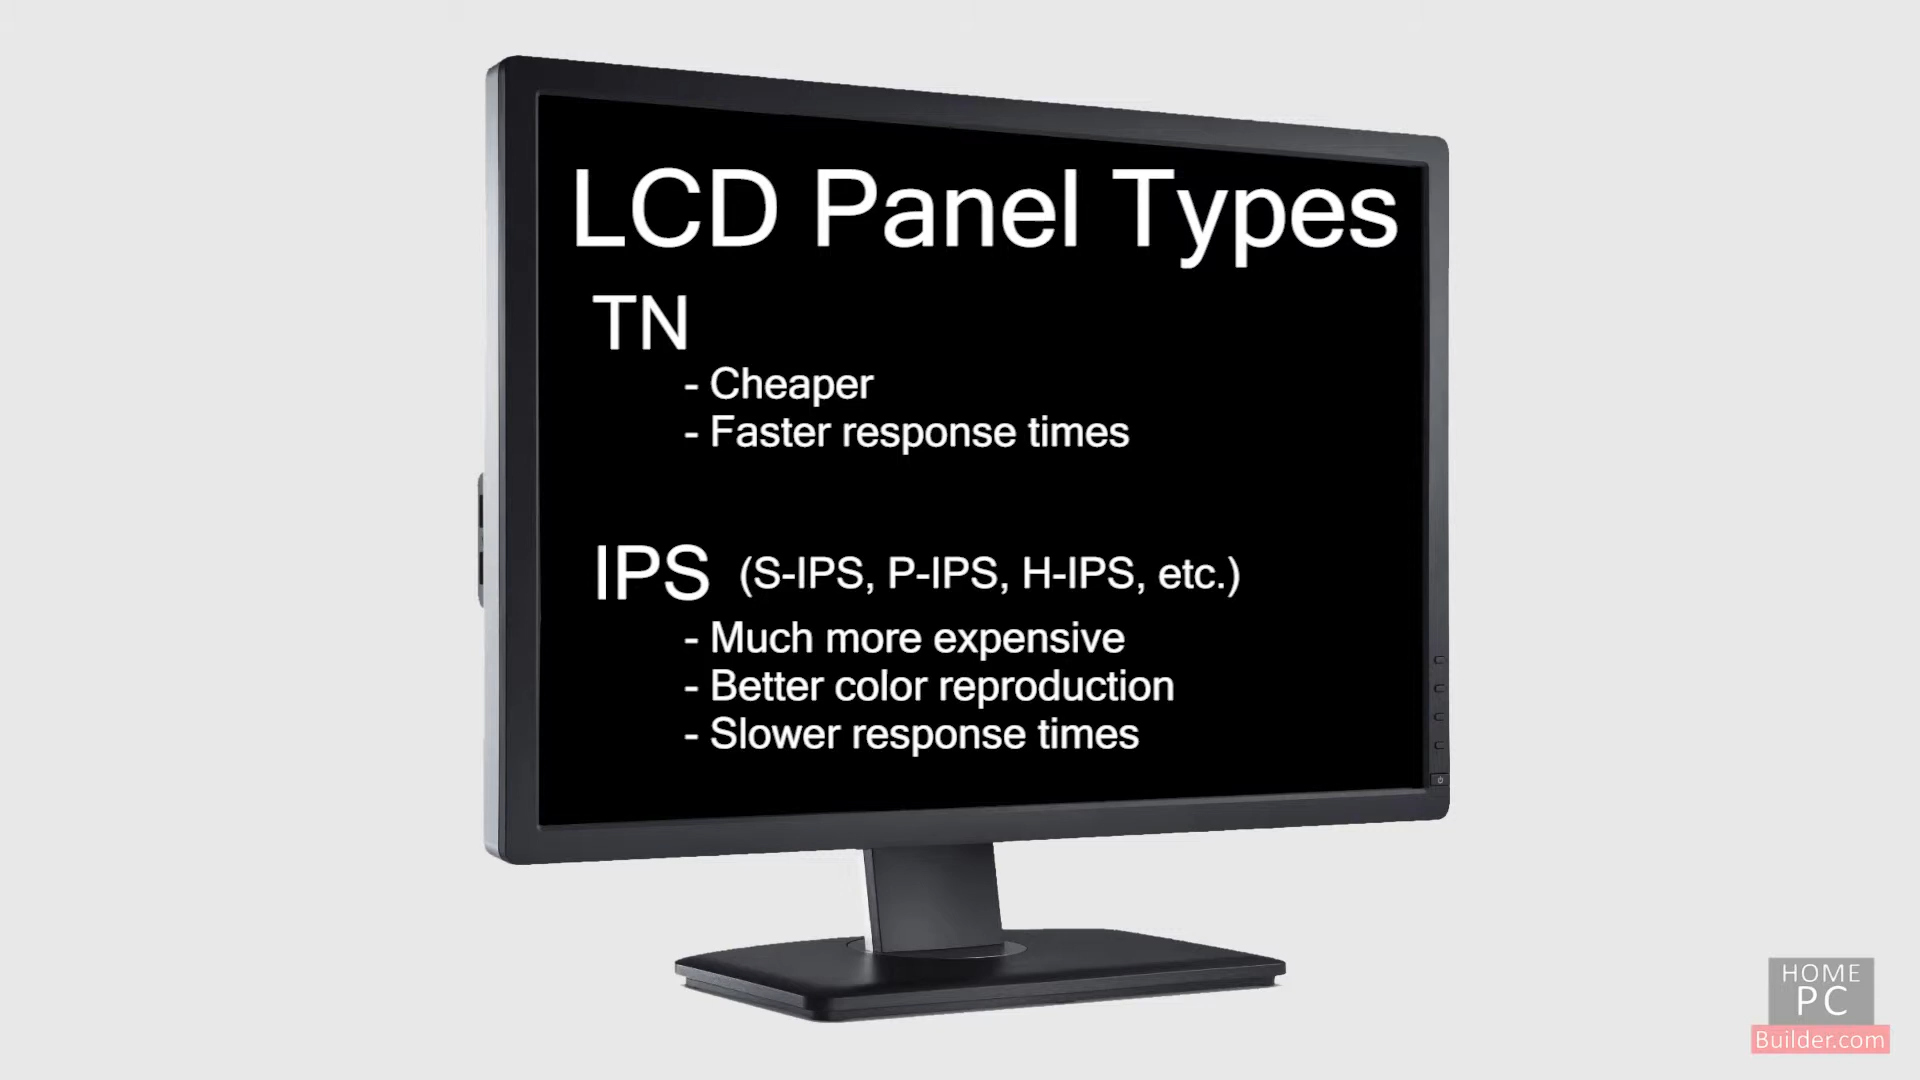 LCD Panel Types
TN
- Cheaper
- Faster response times
IPS (S-IPS, P-IPS, H-IPS, etc.)
- Much more expensive
- Better color reproduction
- Slower response times
HOME
PC
Builder.com